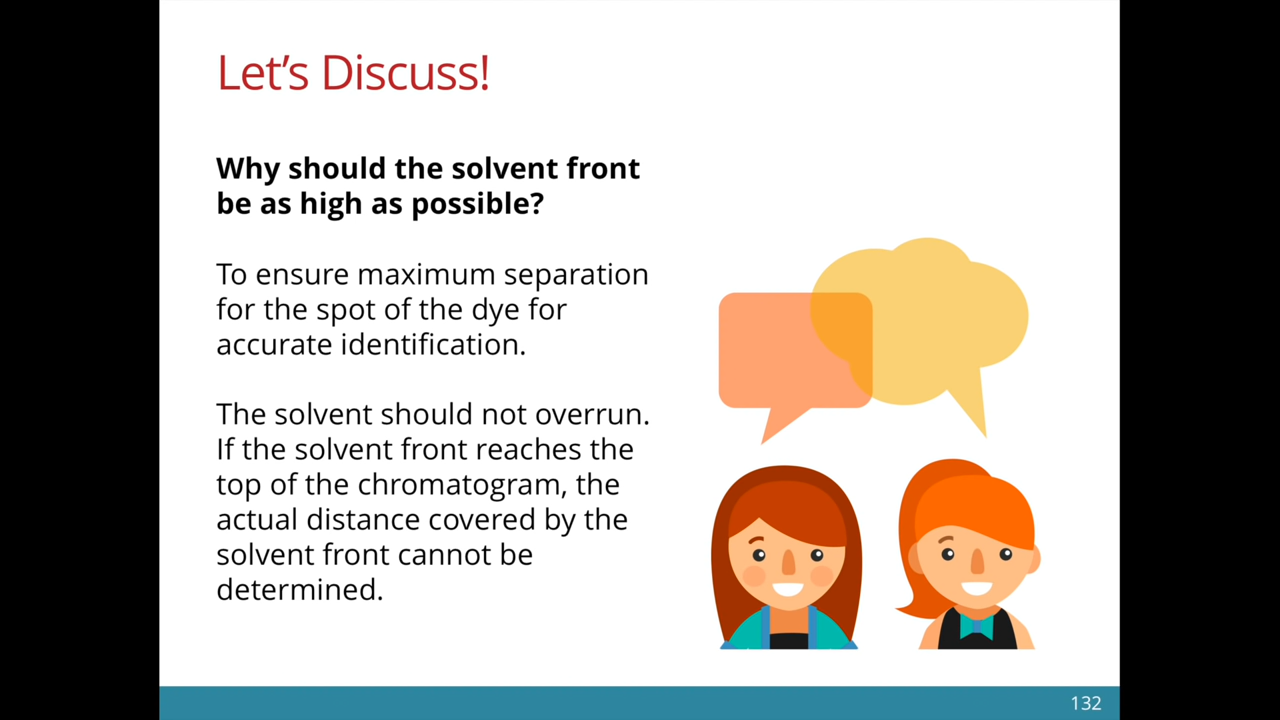 Let’s Discuss!
Why should the solvent front
be as high as possible?
To ensure maximum separation
for the spot of the dye for
accurate identification.
The solvent should not overrun.
If the solvent front reaches the
top of the chromatogram, the
actual distance covered by the
solvent front cannot be
determined.
132